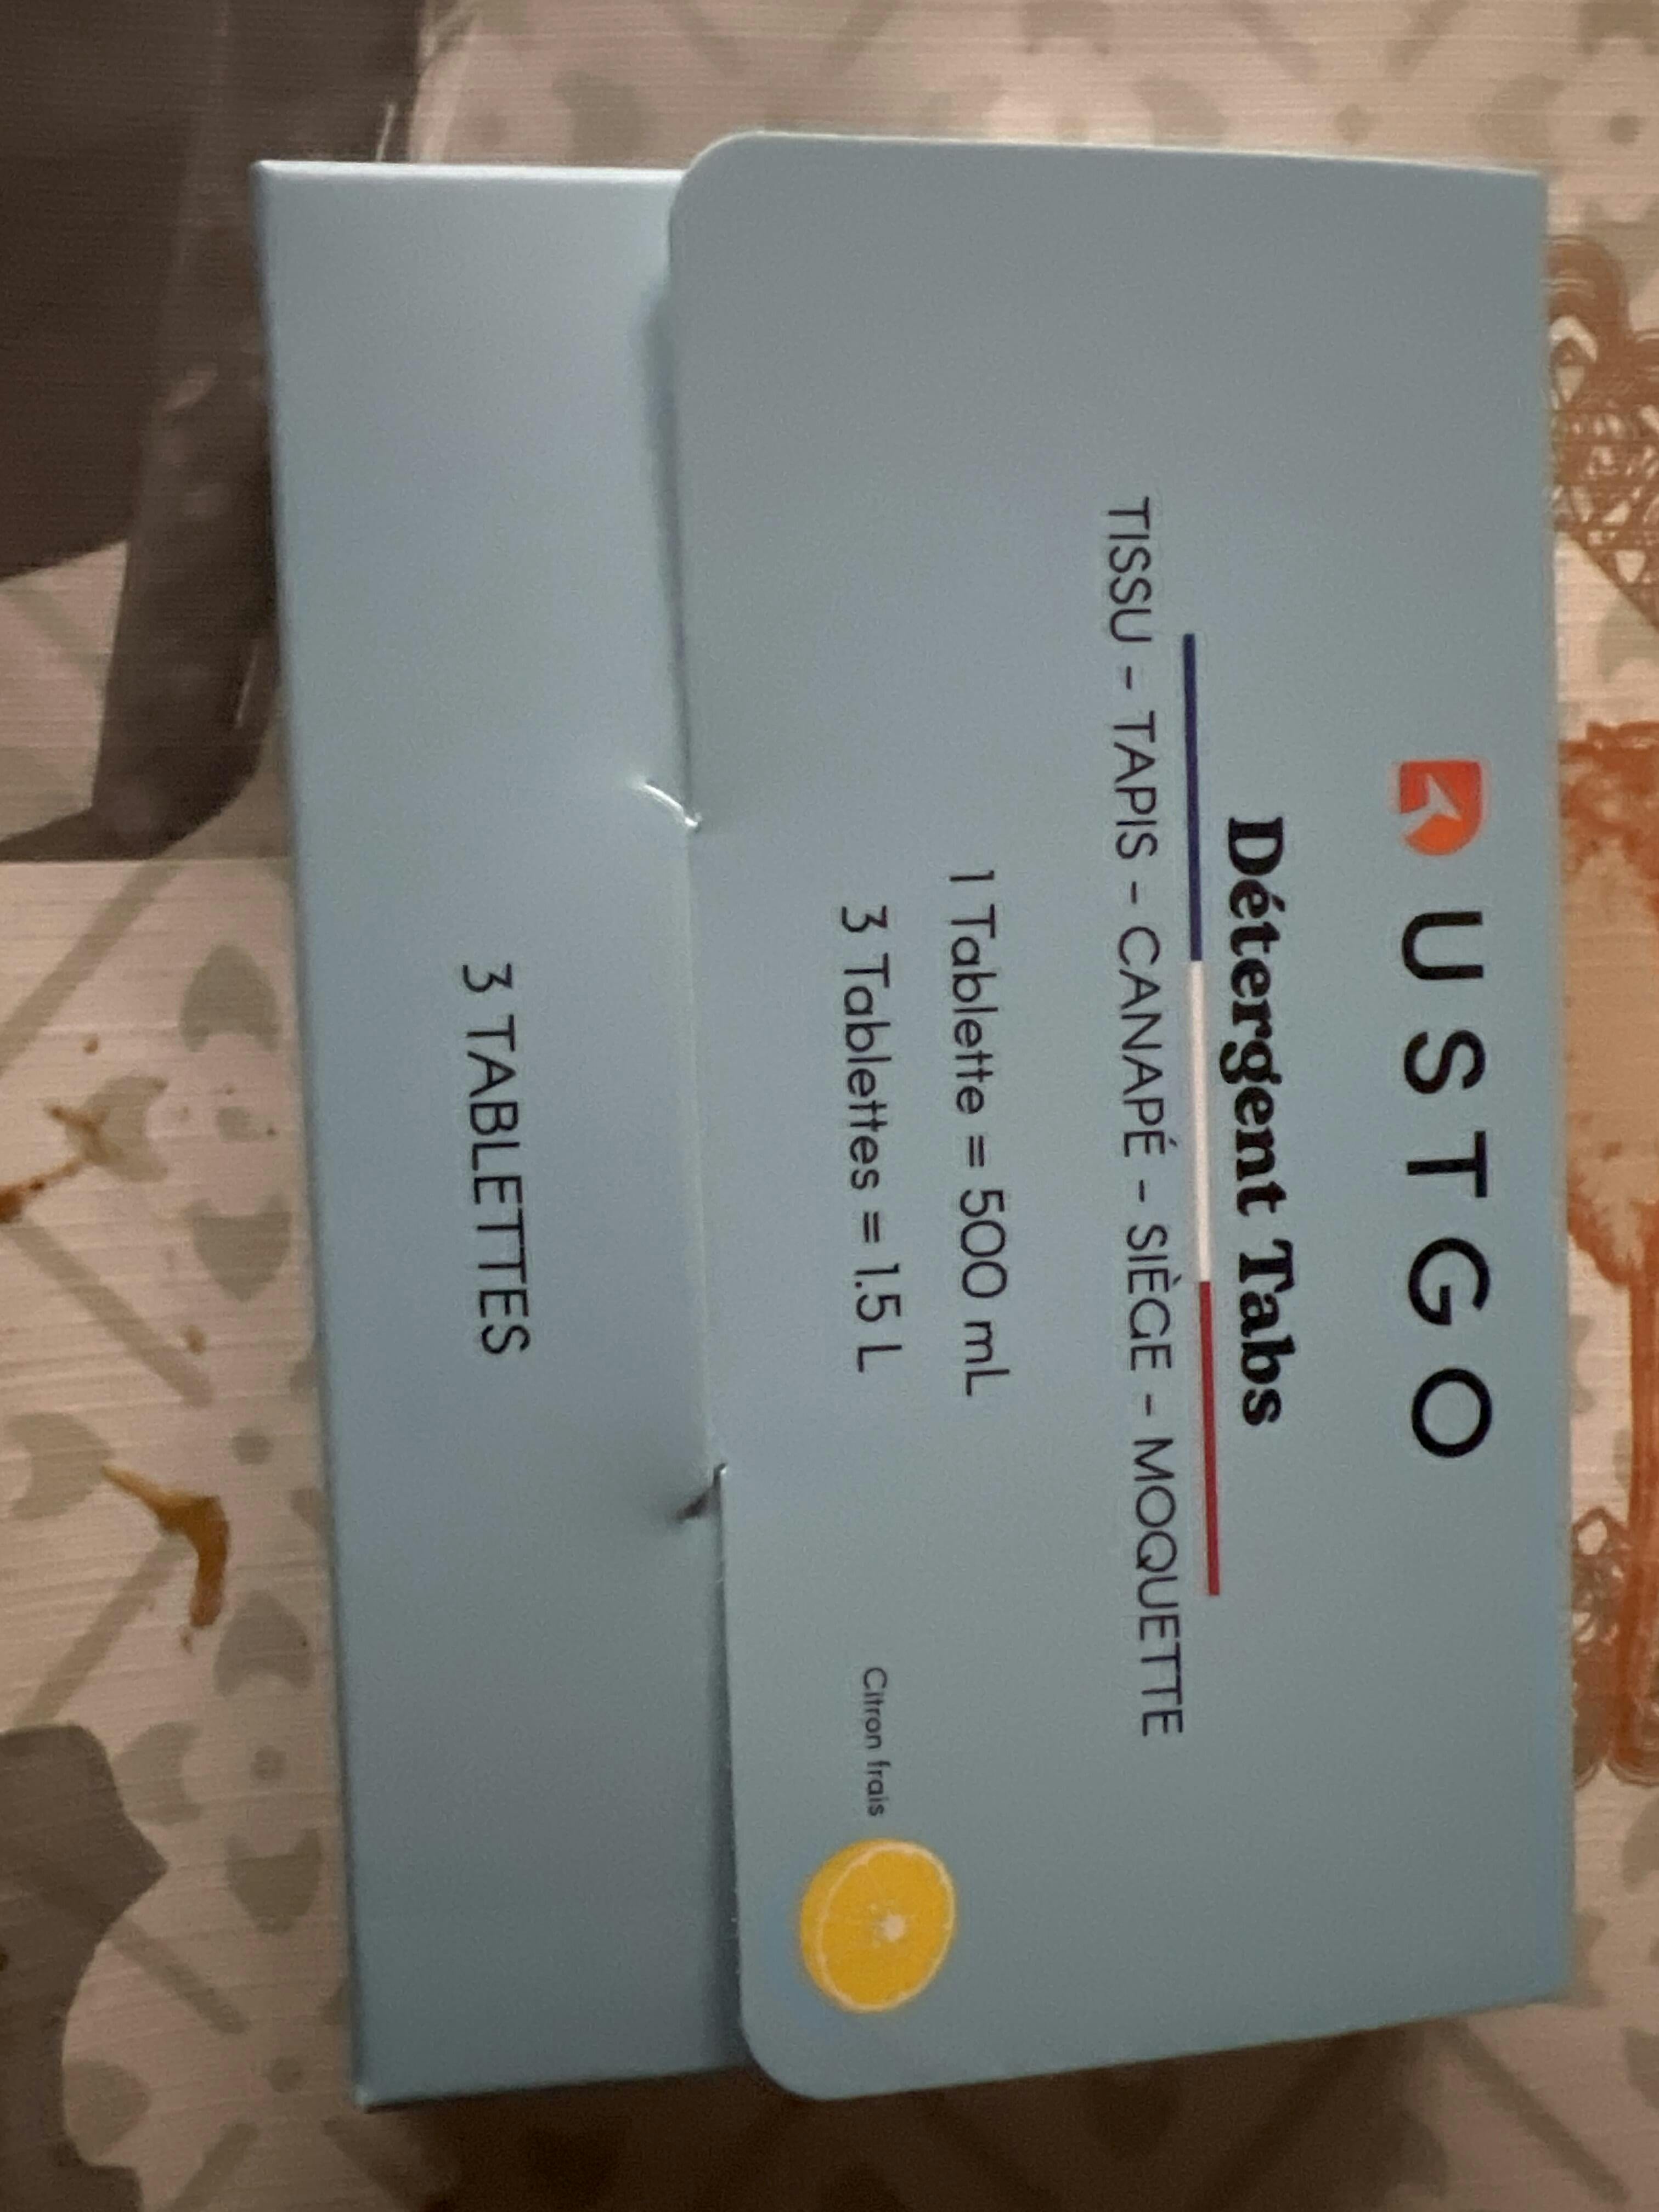 DUSTGO
Détergent Tabs
TISSU - TAPIS - CANAPÉ - SIÈGE - MOQUETTE
1 Tablette = 500 mL
3 Tablettes = 1.5 L
Citron frais
3 TABLETTES